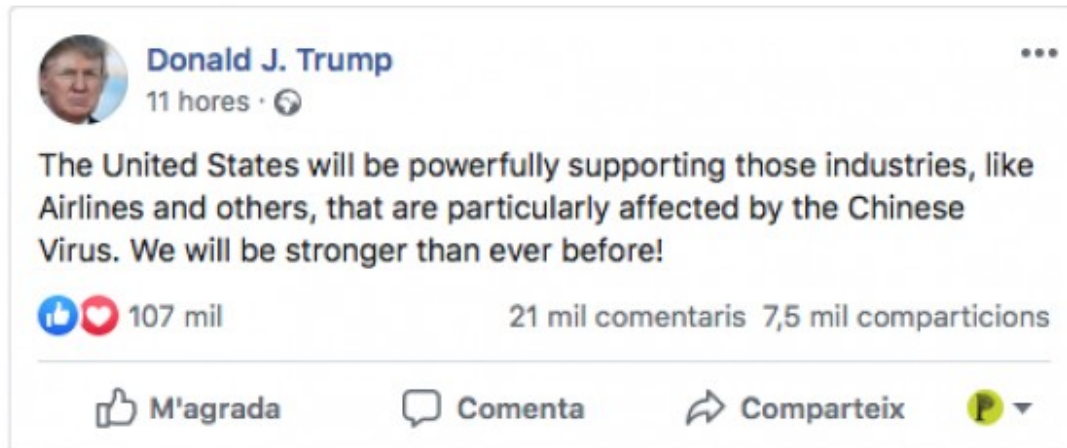 Donald J. Trump
11 hores ·
The United States will be powerfully supporting those industries, like
Airlines and others, that are particularly affected by the Chinese
Virus. We will be stronger than ever before!
107 mil
21 mil comentaris 7,5 mil comparticions
M'agrada
Comenta
Comparteix
P